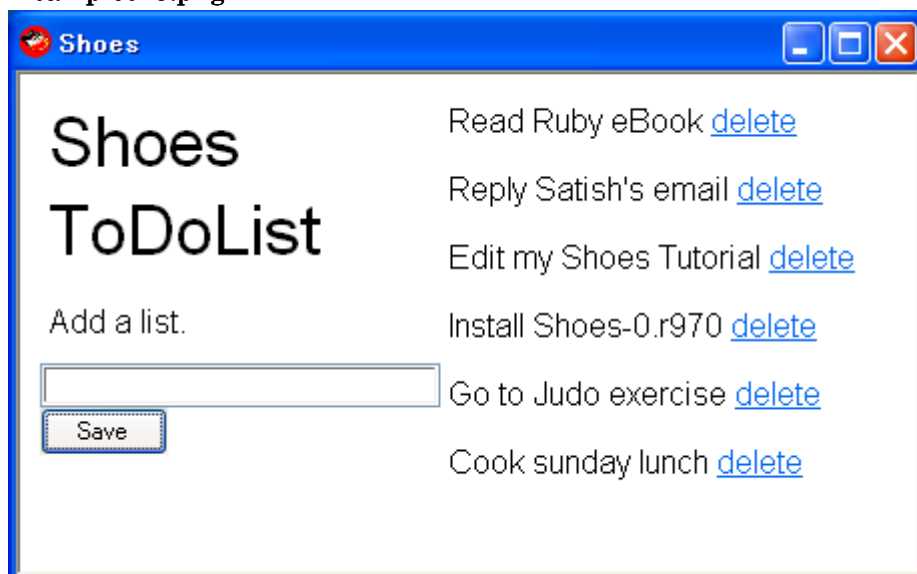 Shoes
Shoes
ToDoList
Add a list.
Save
Read Ruby eBook delete
Reply Satish's email delete
Edit my Shoes Tutorial delete
Install Shoes-0.r970 delete
Go to Judo exercise delete
Cook sunday lunch delete